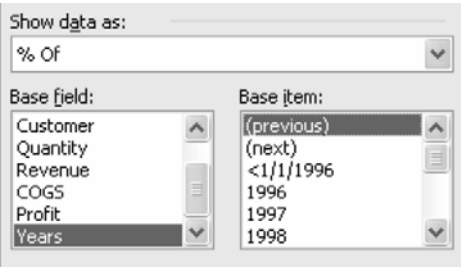 Show data as:
% Of
Base field:
Customer
Quantity
Revenue
COGS
Profit
Years
Base item:
(previous)
(next)
<1/1/1996
1996
1997
1998